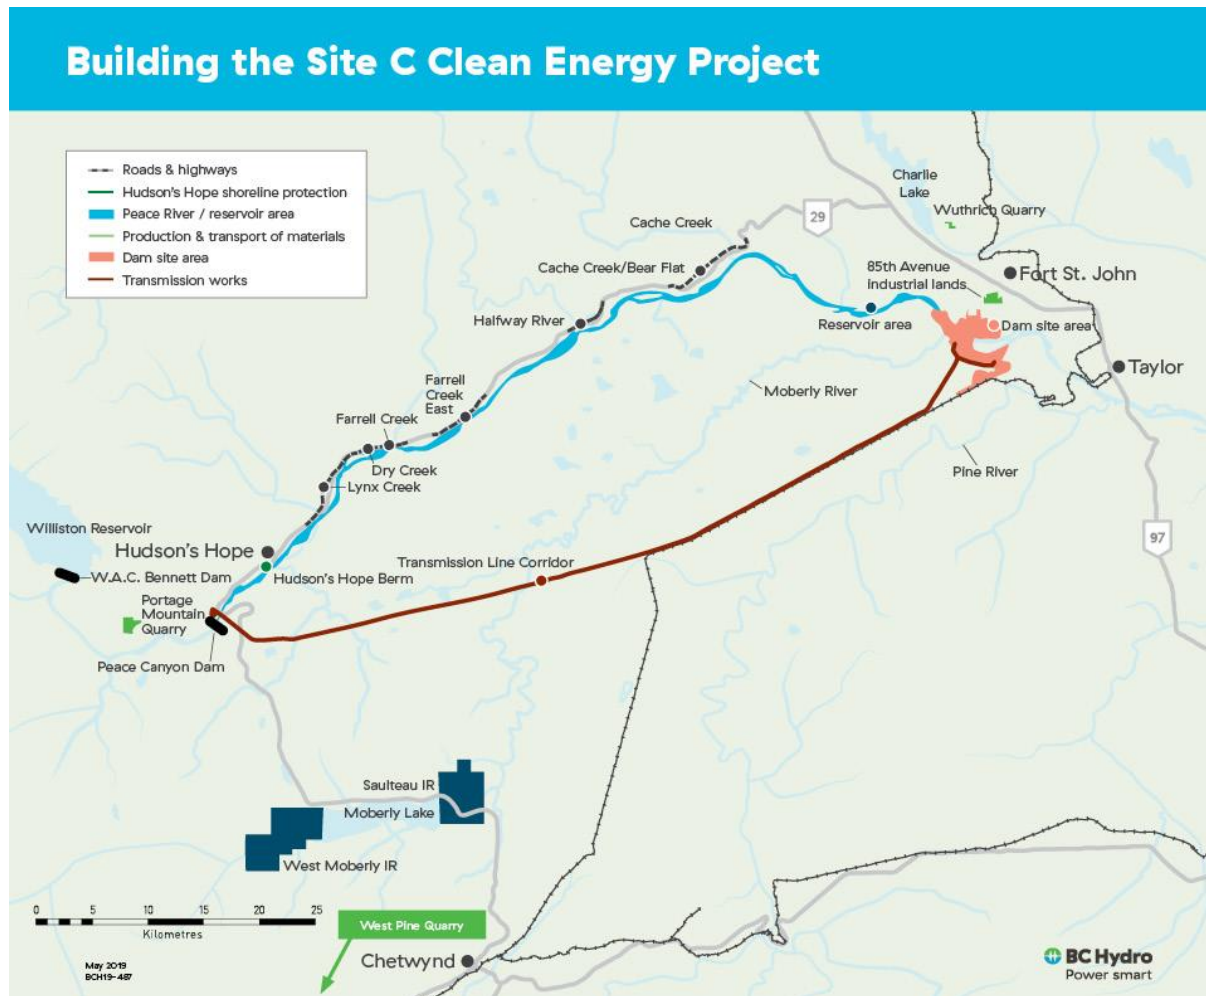 Building the Site C Clean Energy Project
Roads & highways
Hudson's Hope shoreline protection
Peace River / reservoir area
Production & transport of materials
Dam site area
Transmission works
Charlie
Lake
Wuthrich Quarry
29
Cache Creek
Cache Creek/Bear Flat
85th Avenue
industrial lands
Fort St. John
Halfway River
Reservoir area
Dam site area
Taylor
Farrell
Creek
East
Moberly River
Farrell Creek
Dry Creek
Lynx Creek
Pine River
Williston Reservoir
Hudson's Hope
97
W.A.C. Bennett Dam
Hudson's Hope Berm
Transmission Line Corridor
Portage
Mountain
Quarry
Peace Canyon Dam
Saulteau IR
Moberly Lake
West Moberly IR
0 5 10 15 20 25
Kilometres
West Pine Quarry
Chetwynd
May 2019
BCH19-467
BC Hydro
Power smart